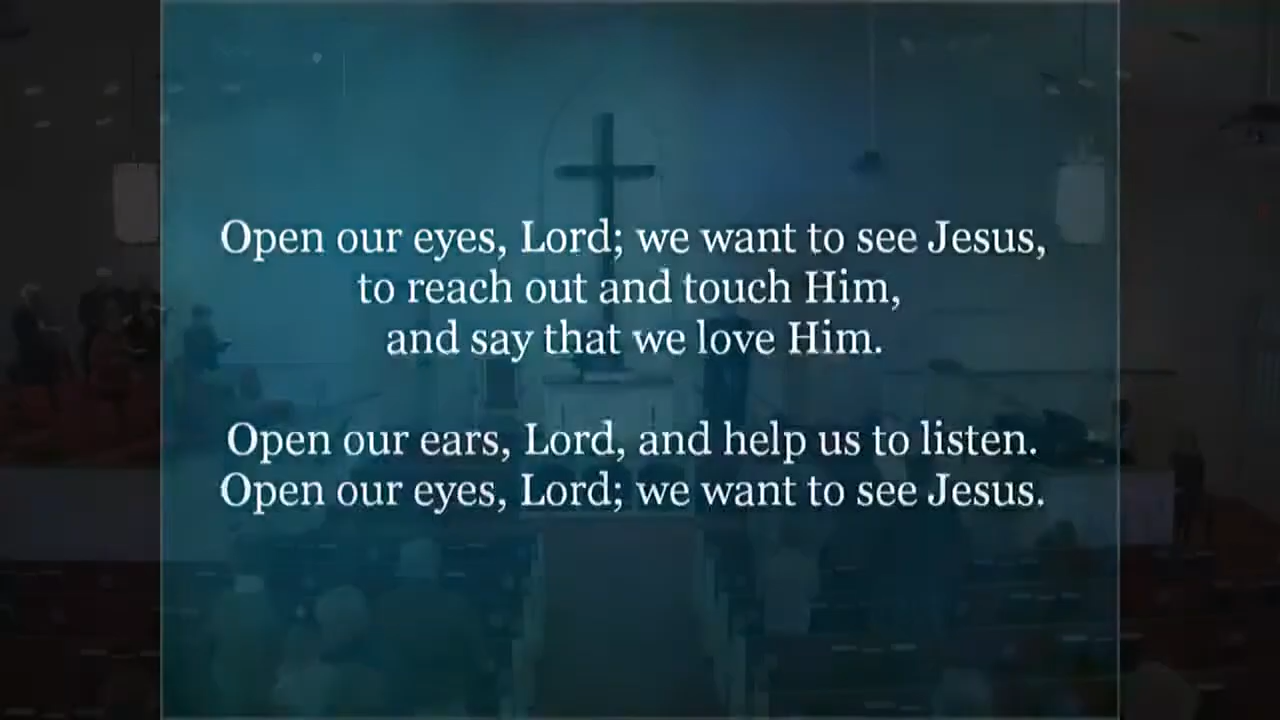 Open our eyes, Lord; we want to see Jesus,
to reach out and touch Him,
and say that we love Him.
Open our ears, Lord, and help us to listen.
Open our eyes, Lord; we want to see Jesus.